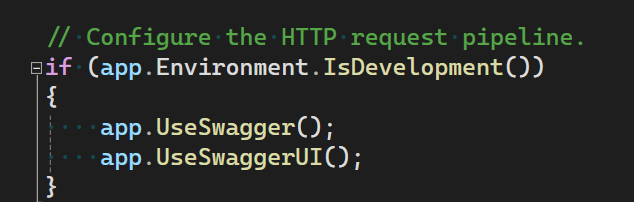 // Configure the HTTP request pipeline.
if (app.Environment.IsDevelopment())
{
    app.UseSwagger();
    app.UseSwaggerUI();
}